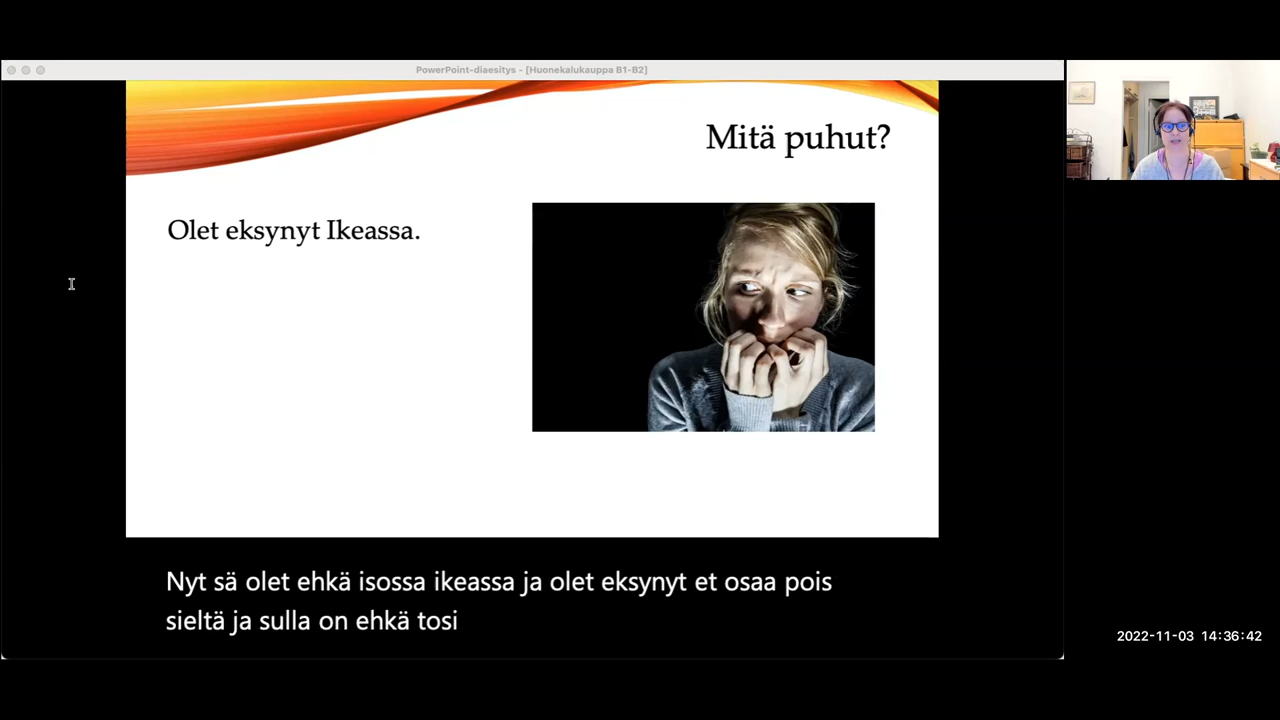 PowerPoint-diaesitys - [Huonekalukauppa B1-B2]
Mitä puhut?
Olet eksynyt Ikeassa.
Nyt sä olet ehkä isossa ikeassa ja olet eksynyt et osaa pois
sieltä ja sulla on ehkä tosi
2022-11-03 14:36:42